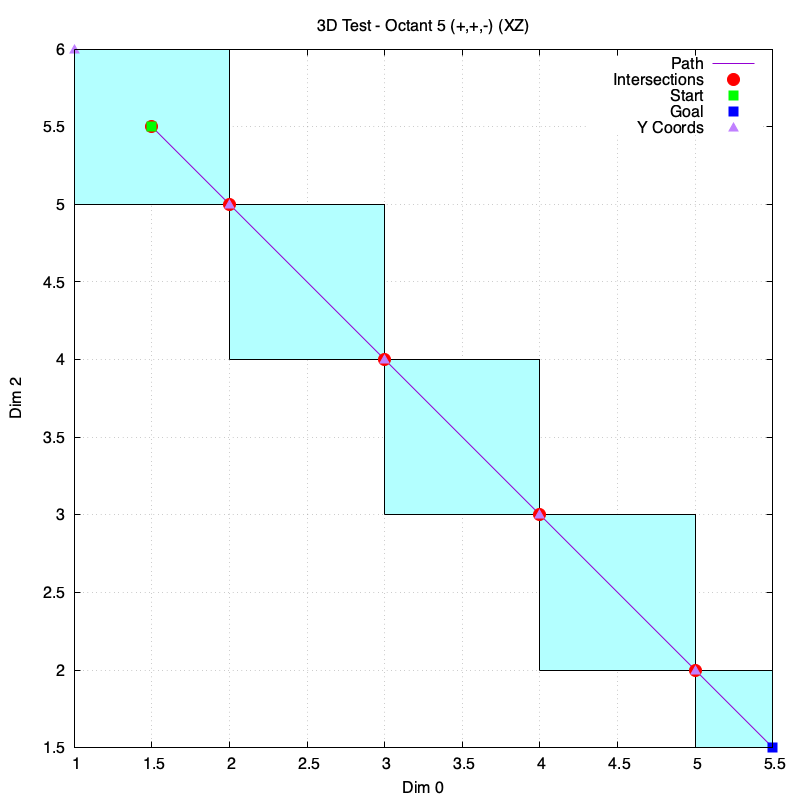 3D Test - Octant 5 (+,+,-) (XZ)
Path
Intersections
Start
Goal
Y Coords
6
5.5
5
4.5
4
3.5
3
2.5
2
1.5
Dim 2
1 1.5 2 2.5 3 3.5 4 4.5 5 5.5
Dim 0